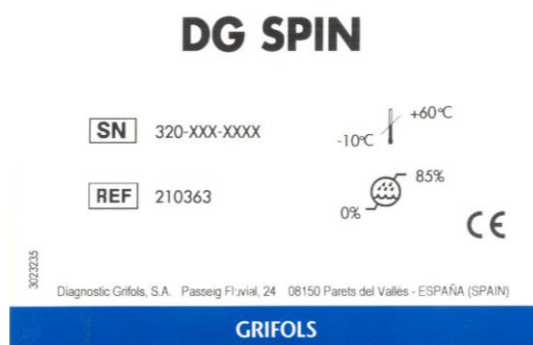 DG SPIN
SN 320-XXX-XXXX
-10°C +60°C
REF 210363
0% 85%
CE
3023235
Diagnostic Grifols, S.A. Passeig Fluvial, 24 08150 Parets del Vallès - ESPAÑA (SPAIN)
GRIFOLS